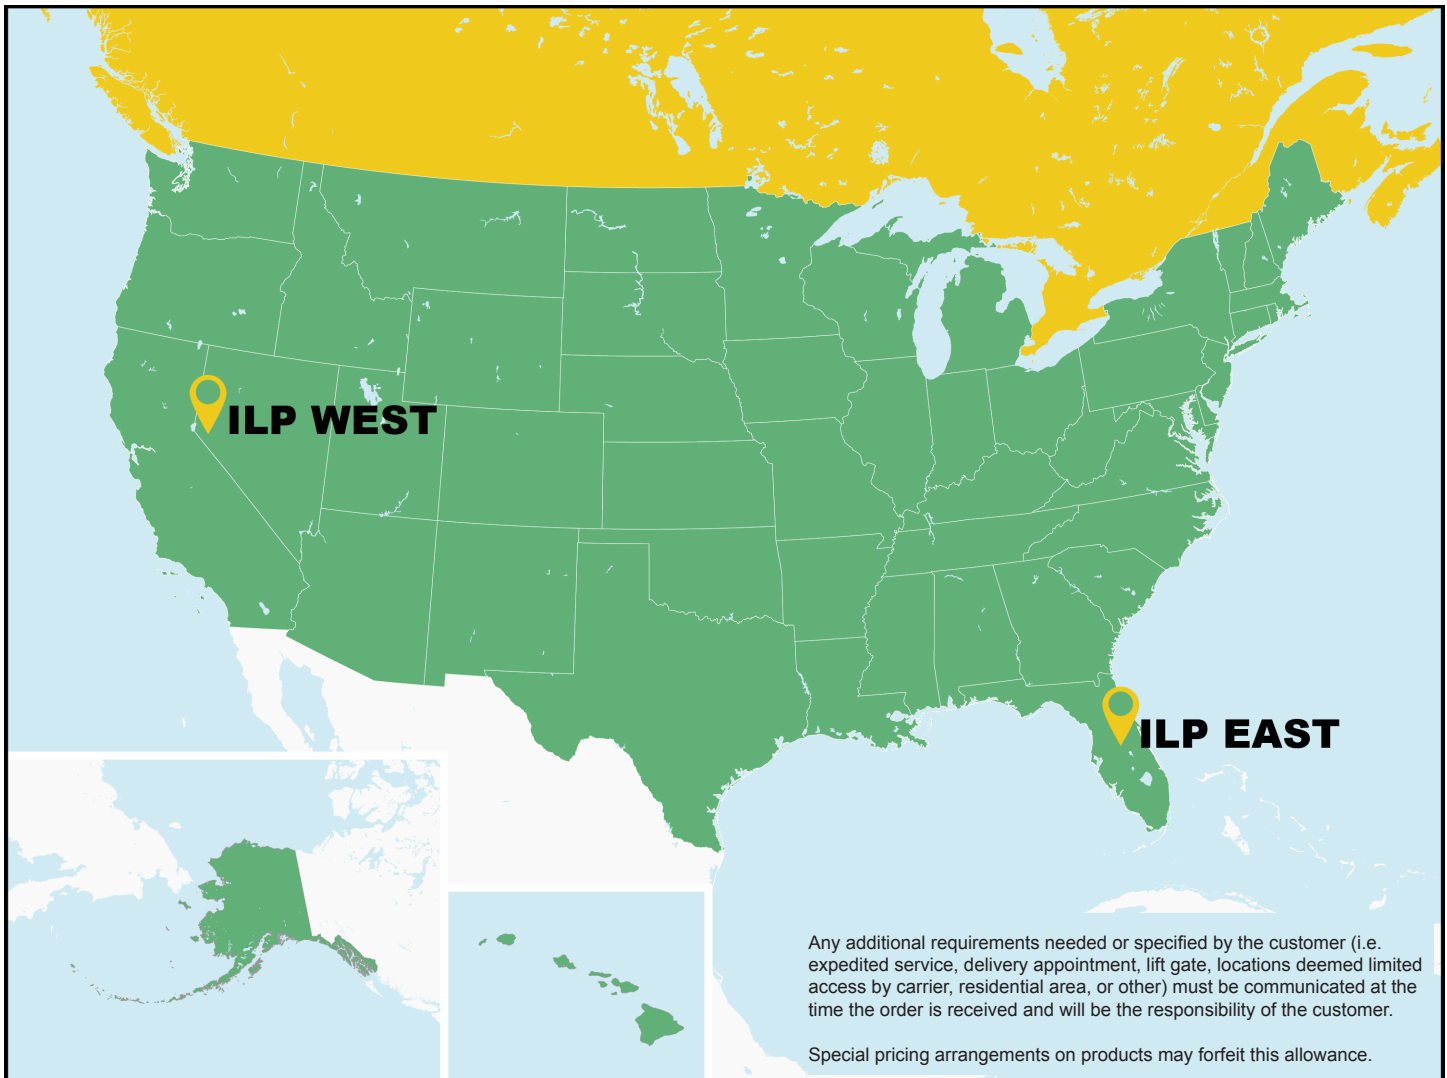 ILP WEST
ILP EAST
Any additional requirements needed or specified by the customer (i.e.
expedited service, delivery appointment, lift gate, locations deemed limited
access by carrier, residential area, or other) must be communicated at the
time the order is received and will be the responsibility of the customer.
Special pricing arrangements on products may forfeit this allowance.